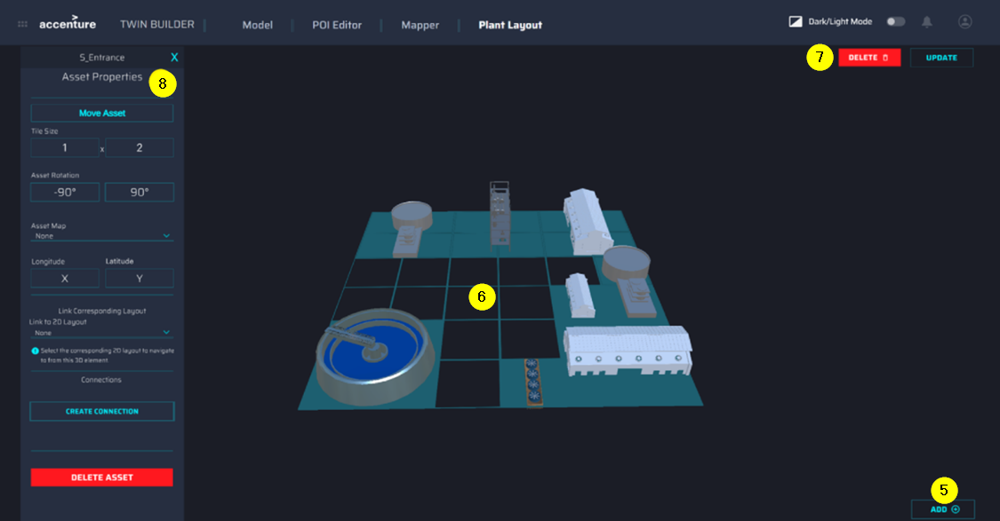 accenture TWIN BUILDER Model POI Editor Mapper Plant Layout Dark/Light Mode
S_Entrance X
7 DELETE UPDATE
Asset Properties 8
Move Asset
Tile Size
1 x 2
Asset Rotation
-90° 90°
Asset Map
None
Longitude Latitude
X Y
6
Link Corresponding Layout
Link to 2D Layout
None
Select the corresponding 2D layout to navigate
to from this 3D element.
Connections
CREATE CONNECTION
DELETE ASSET
5
ADD